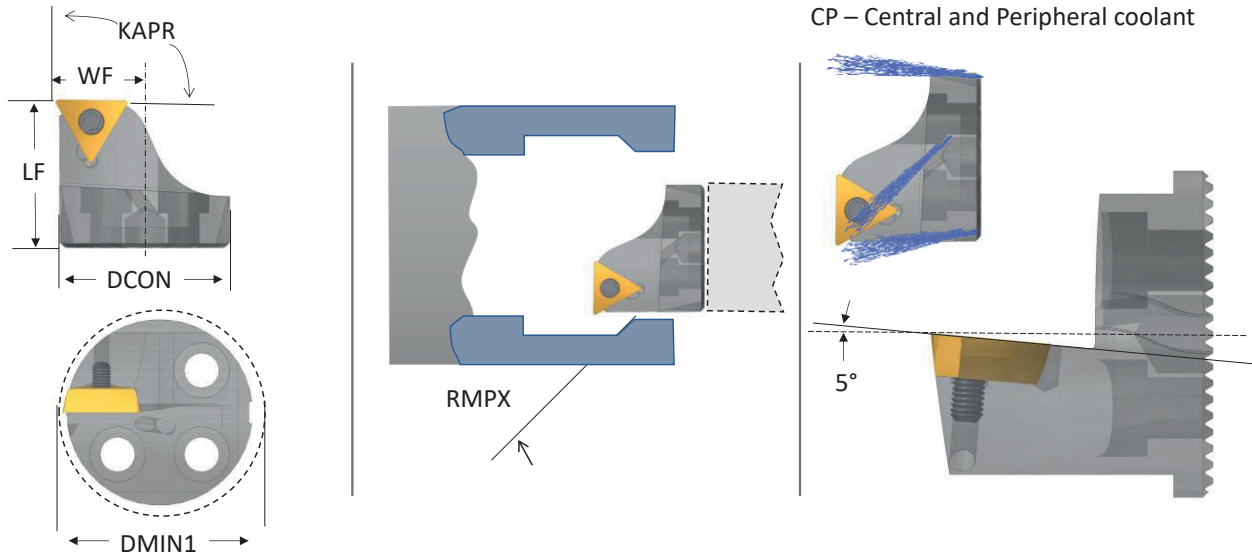 CP – Central and Peripheral coolant
KAPR
WF
LF
DCON
DMIN1
RMPX
5°